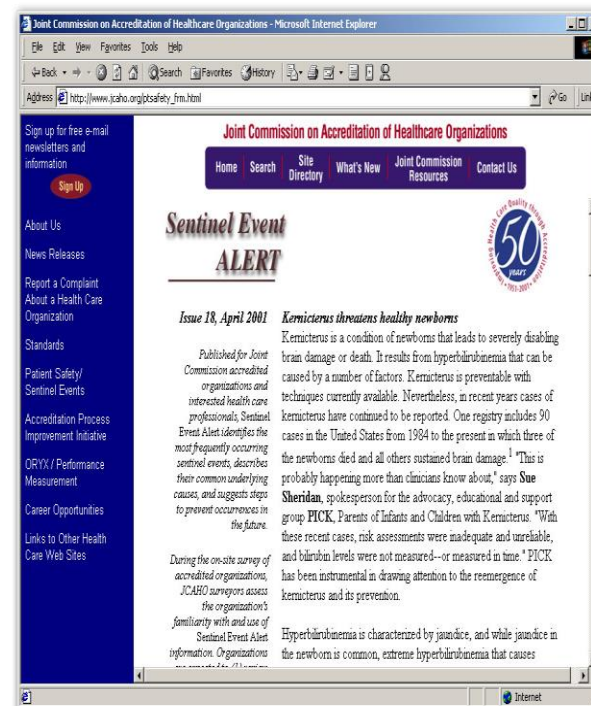 Joint Commission on Accreditation of Healthcare Organizations - Microsoft Internet Explorer
File Edit View Favorites Tools Help
Back Search Favorites History
Address http://www.jcaho.org/ptsafety_frm.html Go Link
Sign up for free e-mail
newsletters and
information
Sign Up
About Us
News Releases
Report a Complaint
About a Health Care
Organization
Standards
Patient Safety/
Sentinel Events
Accreditation Process
Improvement Initiative
ORYX / Performance
Measurement
Career Opportunities
Links to Other Health
Care Web Sites
Joint Commission on Accreditation of Healthcare Organizations
Home Search Site Directory What's New Joint Commission Resources Contact Us
Sentinel Event
ALERT
Improving Health Care Quality through Accreditation
50
years
1951-2001
Issue 18, April 2001
Published for Joint
Commission accredited
organizations and
interested health care
professionals, Sentinel
Event Alert identifies the
most frequently occurring
sentinel events, describes
their common underlying
causes, and suggests steps
to prevent occurrences in
the future.
During the on-site survey of
accredited organizations,
JCAHO surveyors assess
the organization's
familiarity with and use of
Sentinel Event Alert
information. Organizations
Kernicterus threatens healthy newborns
Kernicterus is a condition of newborns that leads to severely disabling
brain damage or death. It results from hyperbilirubinemia that can be
caused by a number of factors. Kernicterus is preventable with
techniques currently available. Nevertheless, in recent years cases of
kernicterus have continued to be reported. One registry includes 90
cases in the United States from 1984 to the present in which three of
the newborns died and all others sustained brain damage.1 "This is
probably happening more than clinicians know about," says Sue
Sheridan, spokesperson for the advocacy, educational and support
group PICK, Parents of Infants and Children with Kernicterus. "With
these recent cases, risk assessments were inadequate and unreliable,
and bilirubin levels were not measured--or measured in time." PICK
has been instrumental in drawing attention to the reemergence of
kernicterus and its prevention.
Hyperbilirubinemia is characterized by jaundice, and while jaundice in
the newborn is common, extreme hyperbilirubinemia that causes
Internet